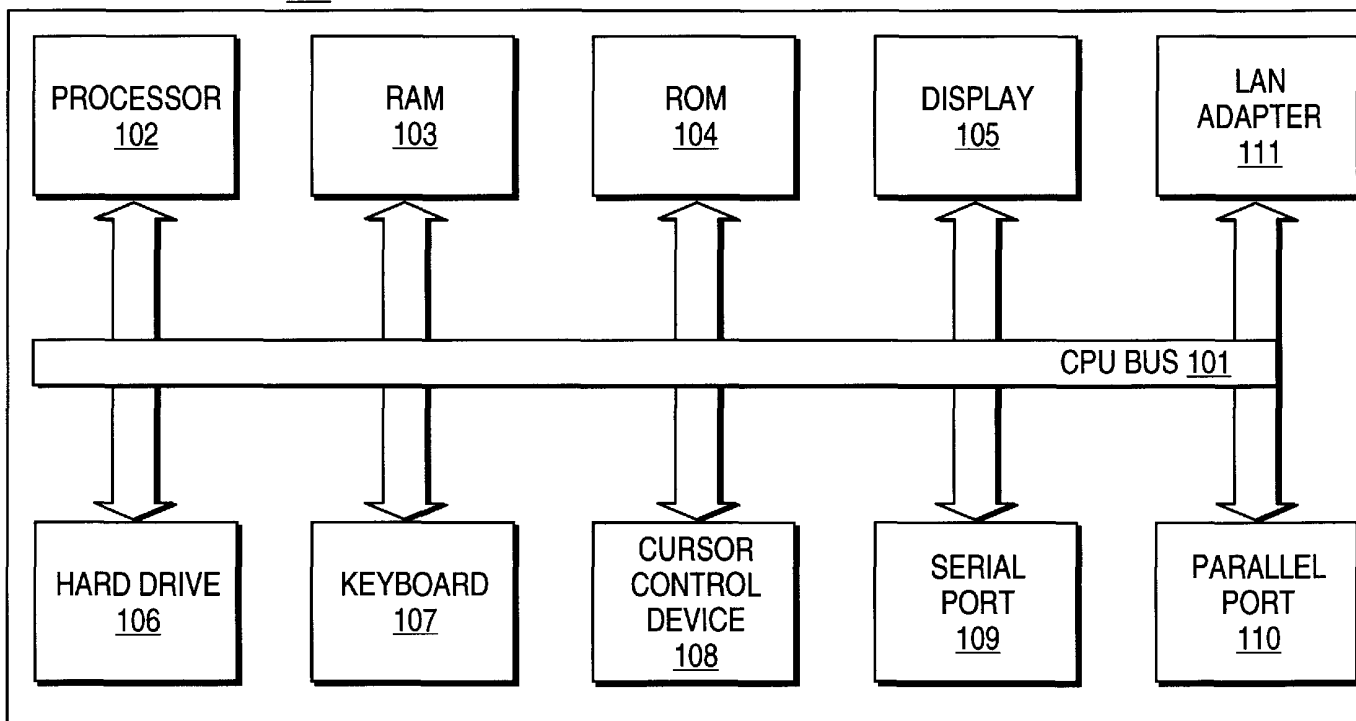 PROCESSOR
102
RAM
103
ROM
104
DISPLAY
105
LAN
ADAPTER
111
CPU BUS 101
HARD DRIVE
106
KEYBOARD
107
CURSOR
CONTROL
DEVICE
108
SERIAL
PORT
109
PARALLEL
PORT
110